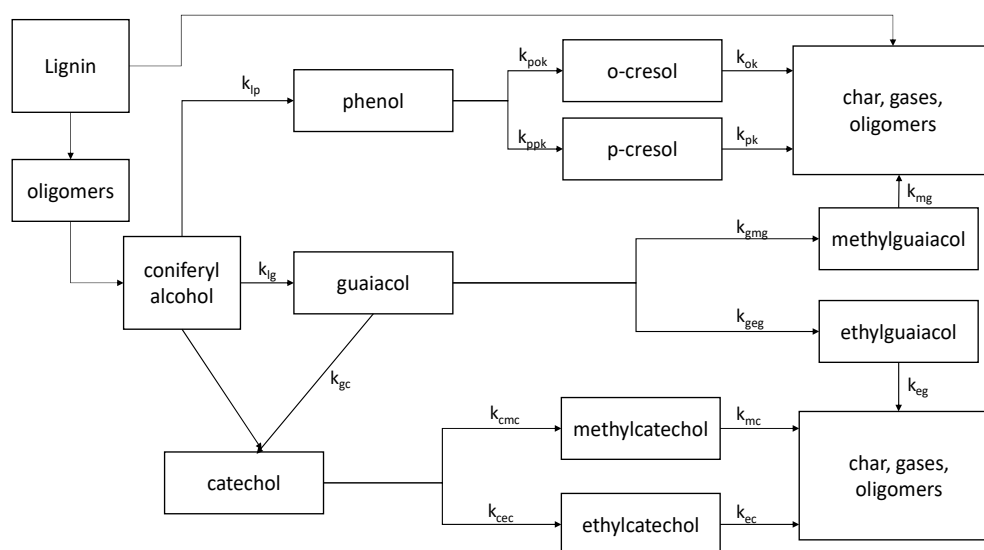 Lignin
k_lp
phenol
k_pok
o-cresol
k_ok
k_ppk
p-cresol
k_pk
char, gases,
oligomers
oligomers
coniferyl
alcohol
k_lg
guaiacol
k_gmg
methylguaiacol
k_mg
k_geg
ethylguaiacol
k_eg
k_gc
catechol
k_cmc
methylcatechol
k_mc
k_cec
ethylcatechol
k_ec
char, gases,
oligomers